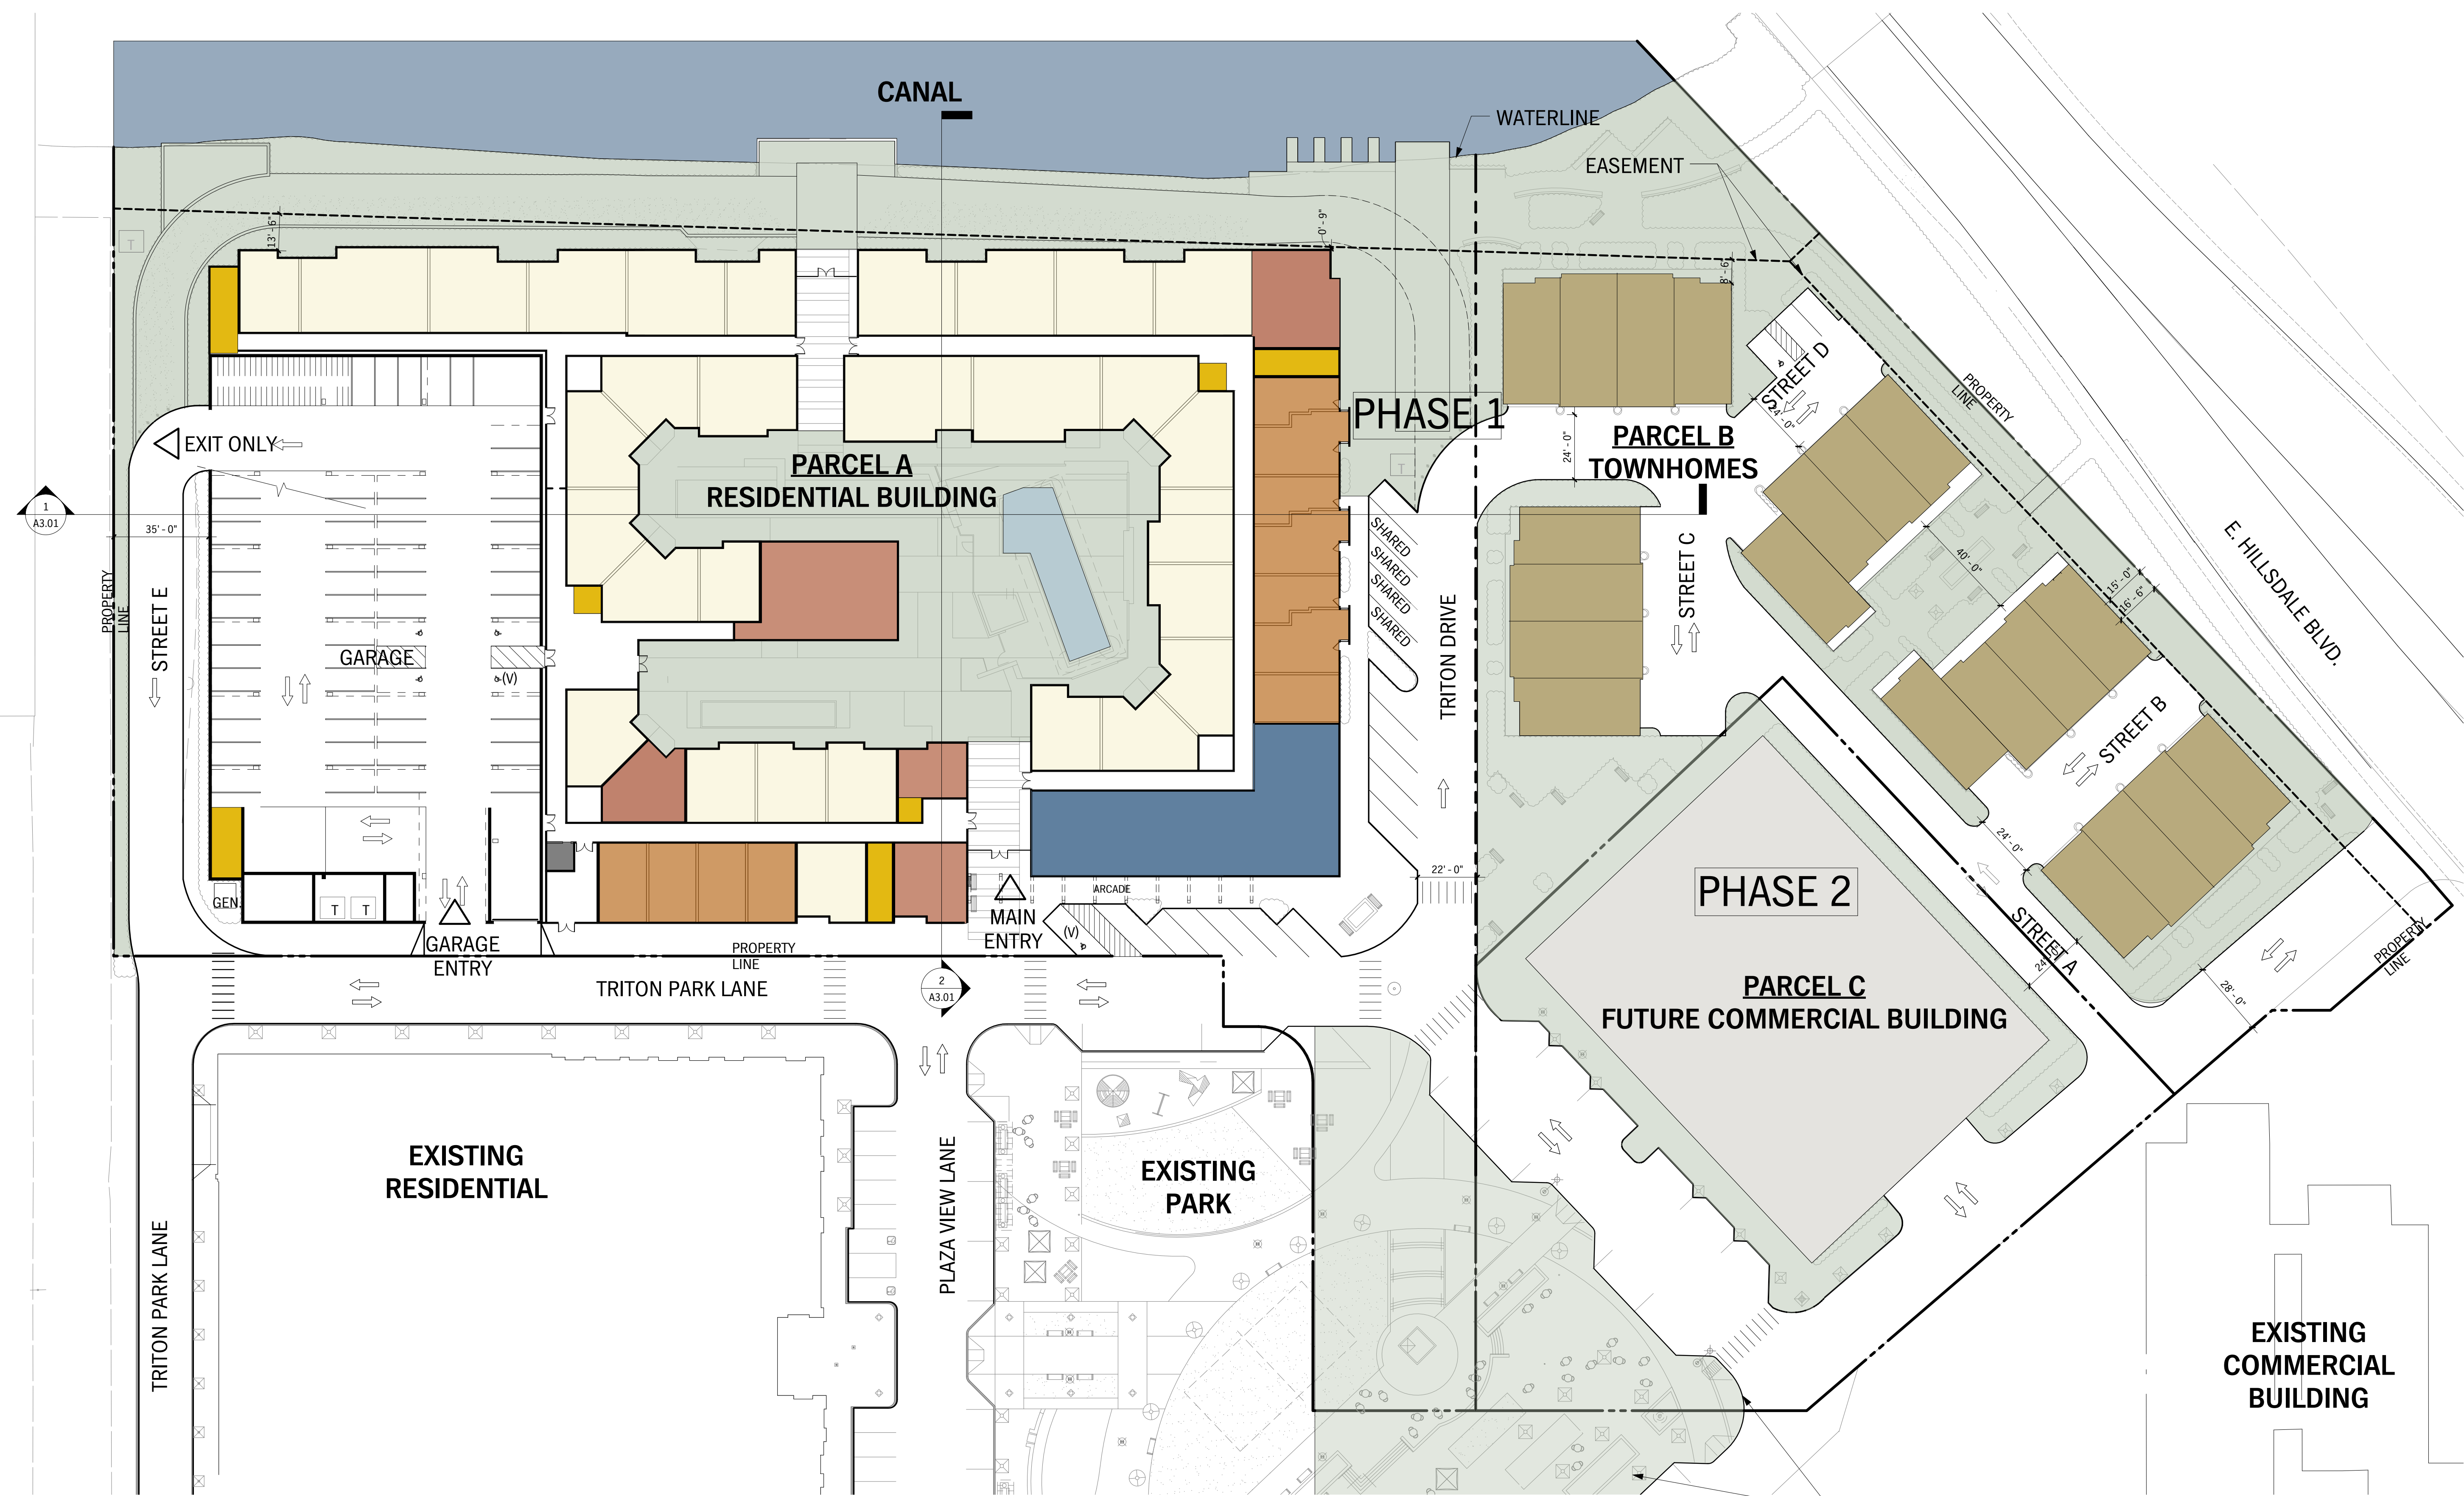 CANAL
WATERLINE
EASEMENT
13' - 6"
0' - 9"
8' - 6"
T
PHASE 1
STREET D
PROPERTY
LINE
24' - 0"
24' - 0"
EXIT ONLY
PARCEL A
RESIDENTIAL BUILDING
PARCEL B
TOWNHOMES
T
1
A3.01
35' - 0"
SHARED
SHARED
SHARED
SHARED
STREET C
40' - 0"
E. HILLSDALE BLVD.
15' - 0"
16' - 6"
PROPERTY
LINE
STREET E
GARAGE
(V)
TRITON DRIVE
STREET B
24' - 0"
22' - 0"
ARCADE
PHASE 2
GEN.
T
T
MAIN
ENTRY
(V)
GARAGE
ENTRY
PROPERTY
LINE
STREET A
24' - 0"
PROPERTY
LINE
28' - 0"
TRITON PARK LANE
2
A3.01
PARCEL C
FUTURE COMMERCIAL BUILDING
EXISTING
RESIDENTIAL
PLAZA VIEW LANE
EXISTING
PARK
TRITON PARK LANE
EXISTING
COMMERCIAL
BUILDING